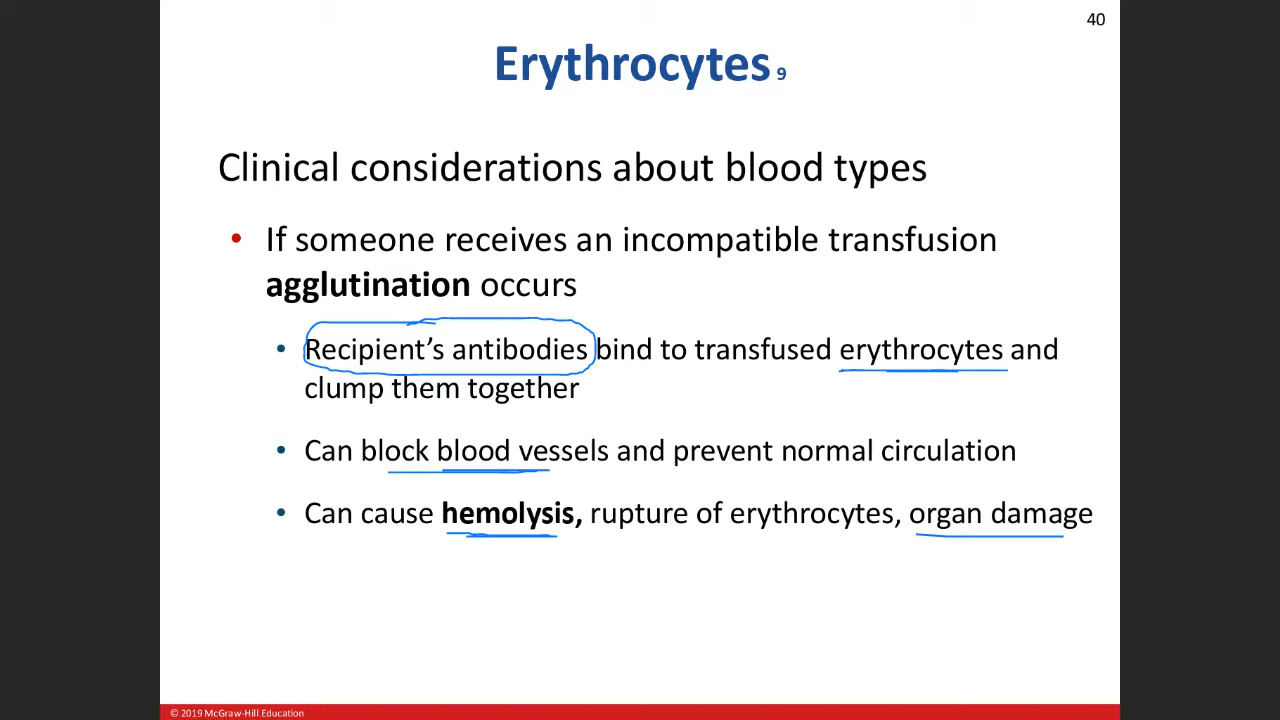 40
Erythrocytes 9
Clinical considerations about blood types
• If someone receives an incompatible transfusion
agglutination occurs
• Recipient’s antibodies bind to transfused erythrocytes and
clump them together
• Can block blood vessels and prevent normal circulation
• Can cause hemolysis, rupture of erythrocytes, organ damage
© 2019 McGraw-Hill Education